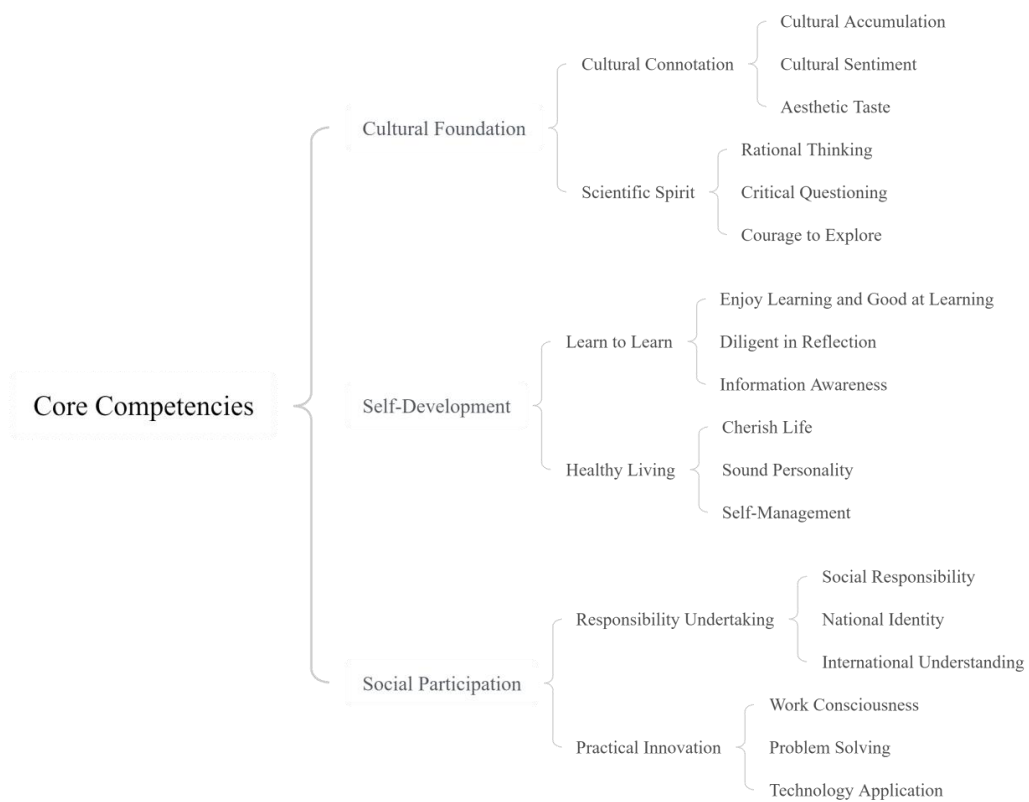 Core Competencies
Cultural Foundation
Cultural Connotation
Cultural Accumulation
Cultural Sentiment
Aesthetic Taste
Scientific Spirit
Rational Thinking
Critical Questioning
Courage to Explore
Self-Development
Learn to Learn
Enjoy Learning and Good at Learning
Diligent in Reflection
Information Awareness
Healthy Living
Cherish Life
Sound Personality
Self-Management
Social Participation
Responsibility Undertaking
Social Responsibility
National Identity
International Understanding
Practical Innovation
Work Consciousness
Problem Solving
Technology Application